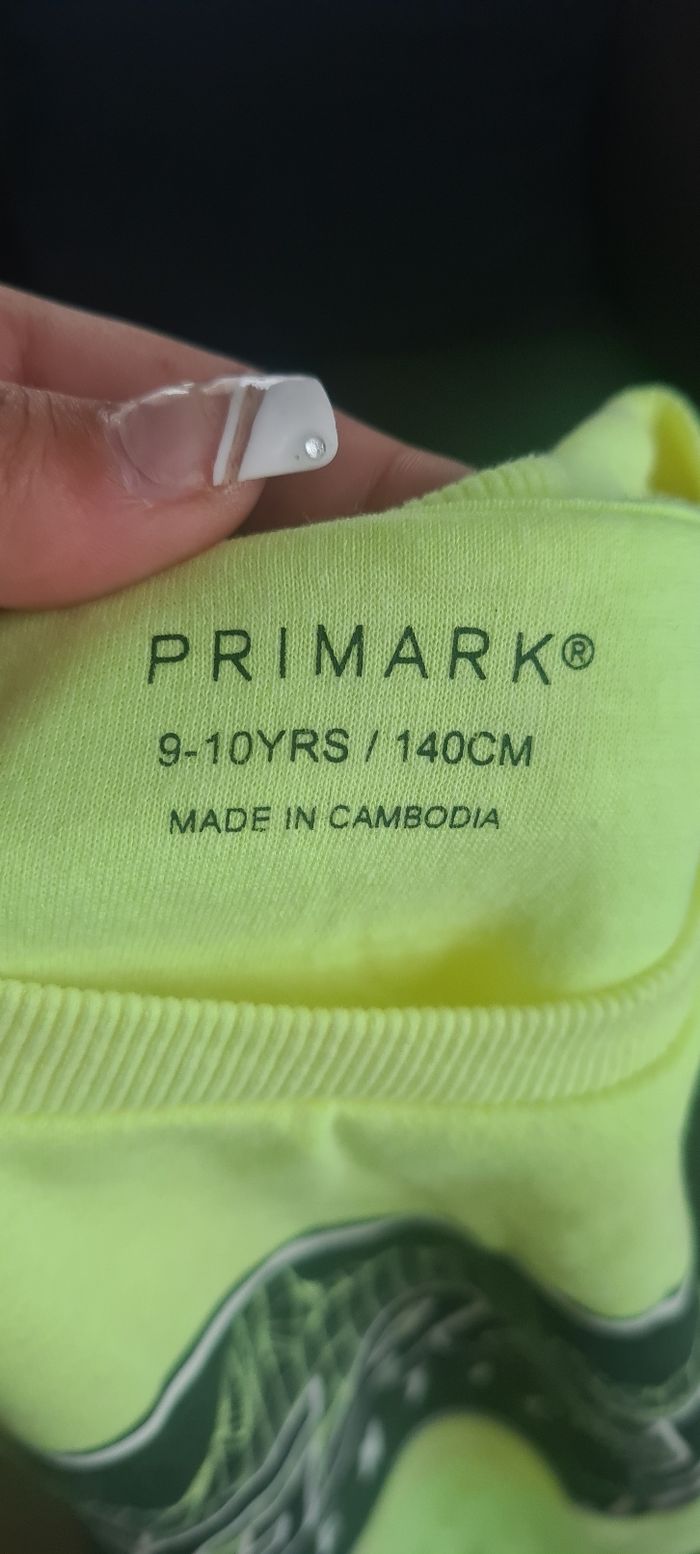 PRIMARK®
9-10YRS / 140CM
MADE IN CAMBODIA